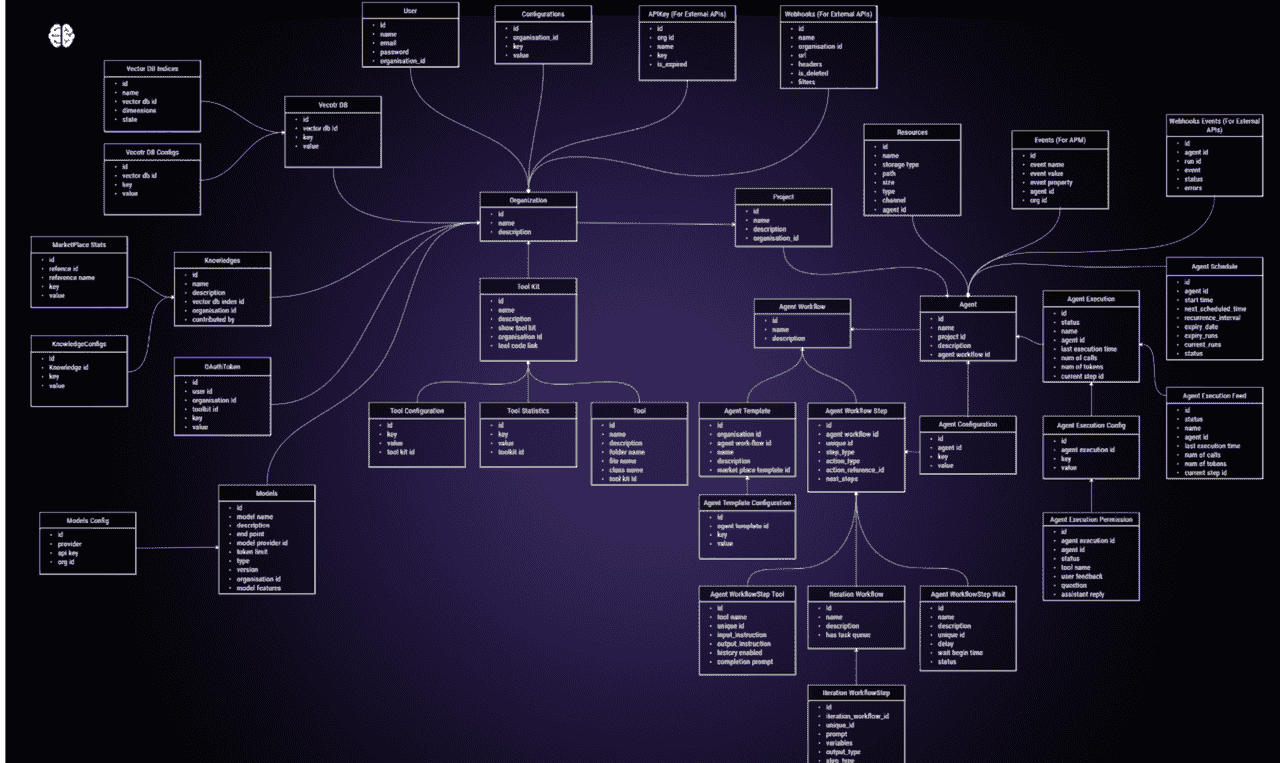 User
id
name
email
password
organisation_id
Configurations
id
organisation_id
key
value
APIKey (For External APIs)
id
org id
name
key
is_expired
Webhooks (For External APIs)
id
name
organisation id
url
headers
is_deleted
filters
Vector DB Indices
id
name
vector db id
dimensions
state
Vecotr DB
id
vector db id
key
value
Vecotr DB Configs
id
vector db id
key
value
Resources
id
name
storage type
path
size
type
channel
agent id
Events (For APM)
id
event name
event value
event property
agent id
org id
Webhooks Events (For External
APIs)
id
agent id
run id
event
status
errors
Organization
id
name
description
Project
id
name
description
organisation_id
MarketPlace Stats
id
refence id
reference name
key
value
Knowledges
id
name
description
vector db index id
organisation id
contributed by
KnowledgeConfigs
id
Knowledge id
key
value
OAuthToken
id
user id
organisation id
toolkit id
key
value
Tool Kit
id
name
description
show tool kit
organisation id
tool code link
Agent Workflow
id
name
description
Agent
id
name
project id
description
agent workflow id
Agent Execution
id
status
name
agent id
last execution time
num of calls
num of tokens
current step id
Agent Schedule
id
agent id
start time
next_scheduled_time
recurrence_interval
expiry_date
expiry_runs
current_runs
status
Tool Configuration
id
key
value
tool kit id
Tool Statistics
id
key
value
toolkit id
Tool
id
name
description
folder name
file name
class name
tool kit id
Agent Template
id
organisation id
agent work-flow id
name
description
market place template id
Agent Workflow Step
id
agent workflow id
unique id
step_type
action_type
action_reference_id
next_steps
Agent Configuration
id
agent id
key
value
Agent Execution Config
id
agent execution id
key
value
Agent Execution Feed
id
status
name
agent id
last execution time
num of calls
num of tokens
current step id
Models
id
model name
description
end point
model provider id
token limit
type
version
organisation id
model features
Models Config
id
provider
api key
org id
Agent Template Configuration
id
agent template id
key
value
Agent Execution Permission
id
agent execution id
agent id
status
tool name
user feedback
question
assistant reply
Agent WorkflowStep Tool
id
tool name
unique id
input_instruction
output_instruction
history enabled
completion prompt
Iteration Workflow
id
name
description
has task queue
Agent WorkflowStep Wait
id
name
description
unique id
delay
wait begin time
status
Iteration WorkflowStep
id
iteration_workflow_id
unique_id
prompt
variables
output_type
step_type